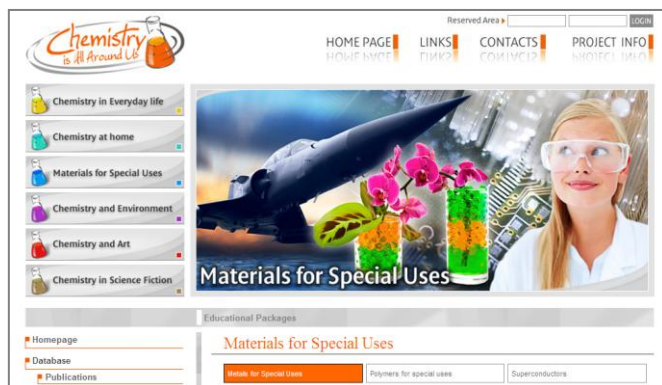 Reserved Area
LOGIN
Chemistry
is All Around Us
HOME PAGE
LINKS
CONTACTS
PROJECT INFO
Chemistry in Everyday life
Chemistry at home
Materials for Special Uses
Chemistry and Environment
Chemistry and Art
Chemistry in Science Fiction
Materials for Special Uses
Educational Packages
Homepage
Database
Publications
Materials for Special Uses
Metals for Special Uses
Polymers for special uses
Superconductors